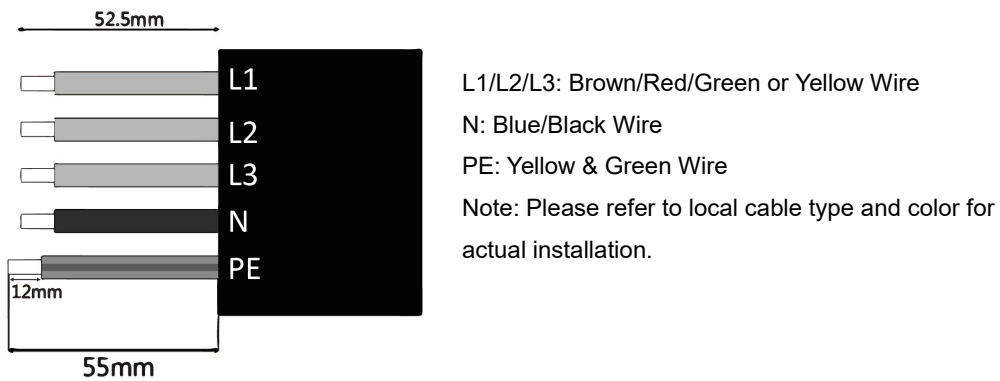 52.5mm
L1
L2
L3
N
PE
12mm
55mm
L1/L2/L3: Brown/Red/Green or Yellow Wire
N: Blue/Black Wire
PE: Yellow & Green Wire
Note: Please refer to local cable type and color for
actual installation.